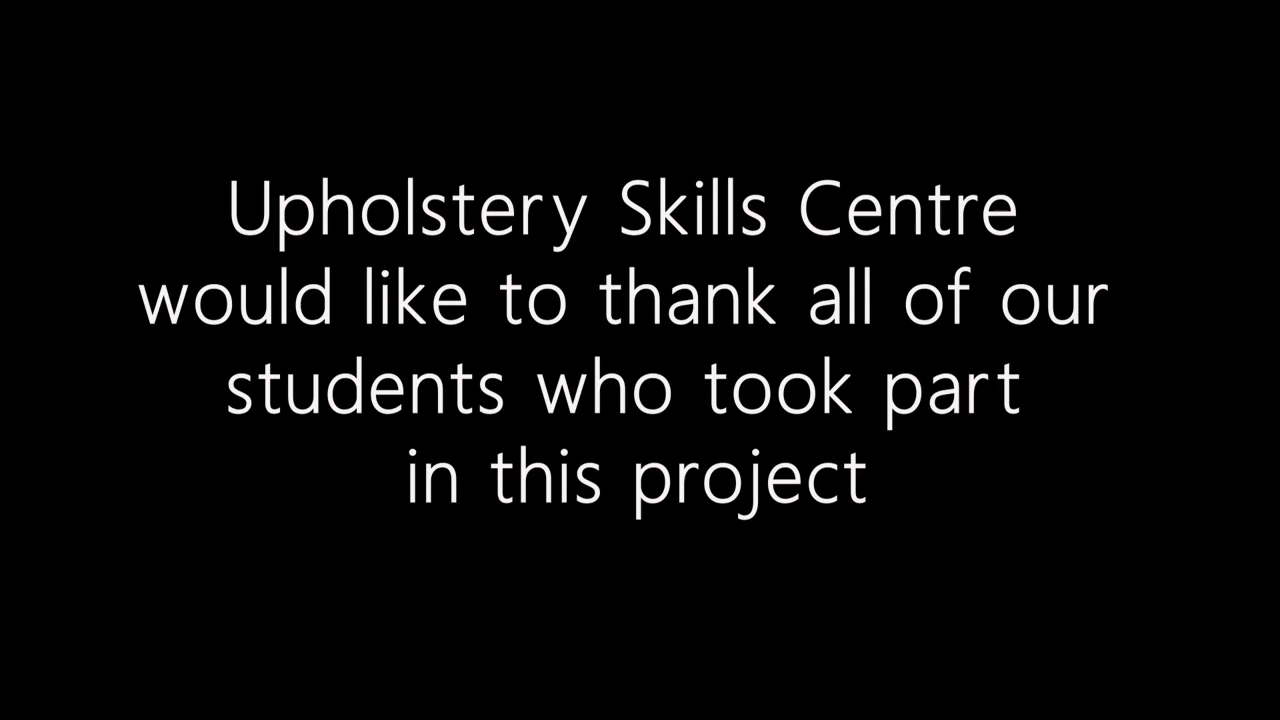 Upholstery Skills Centre
would like to thank all of our
students who took part
in this project